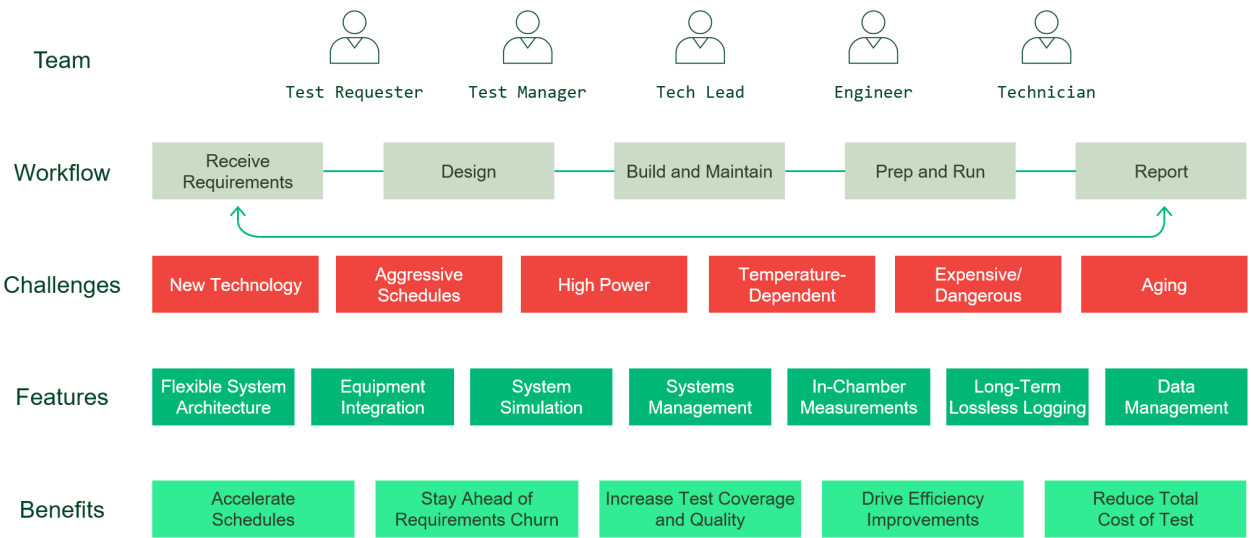 Team
Test Requester
Test Manager
Tech Lead
Engineer
Technician
Workflow
Receive
Requirements
Design
Build and Maintain
Prep and Run
Report
Challenges
New Technology
Aggressive
Schedules
High Power
Temperature-
Dependent
Expensive/
Dangerous
Aging
Features
Flexible System
Architecture
Equipment
Integration
System
Simulation
Systems
Management
In-Chamber
Measurements
Long-Term
Lossless Logging
Data
Management
Benefits
Accelerate
Schedules
Stay Ahead of
Requirements Churn
Increase Test Coverage
and Quality
Drive Efficiency
Improvements
Reduce Total
Cost of Test